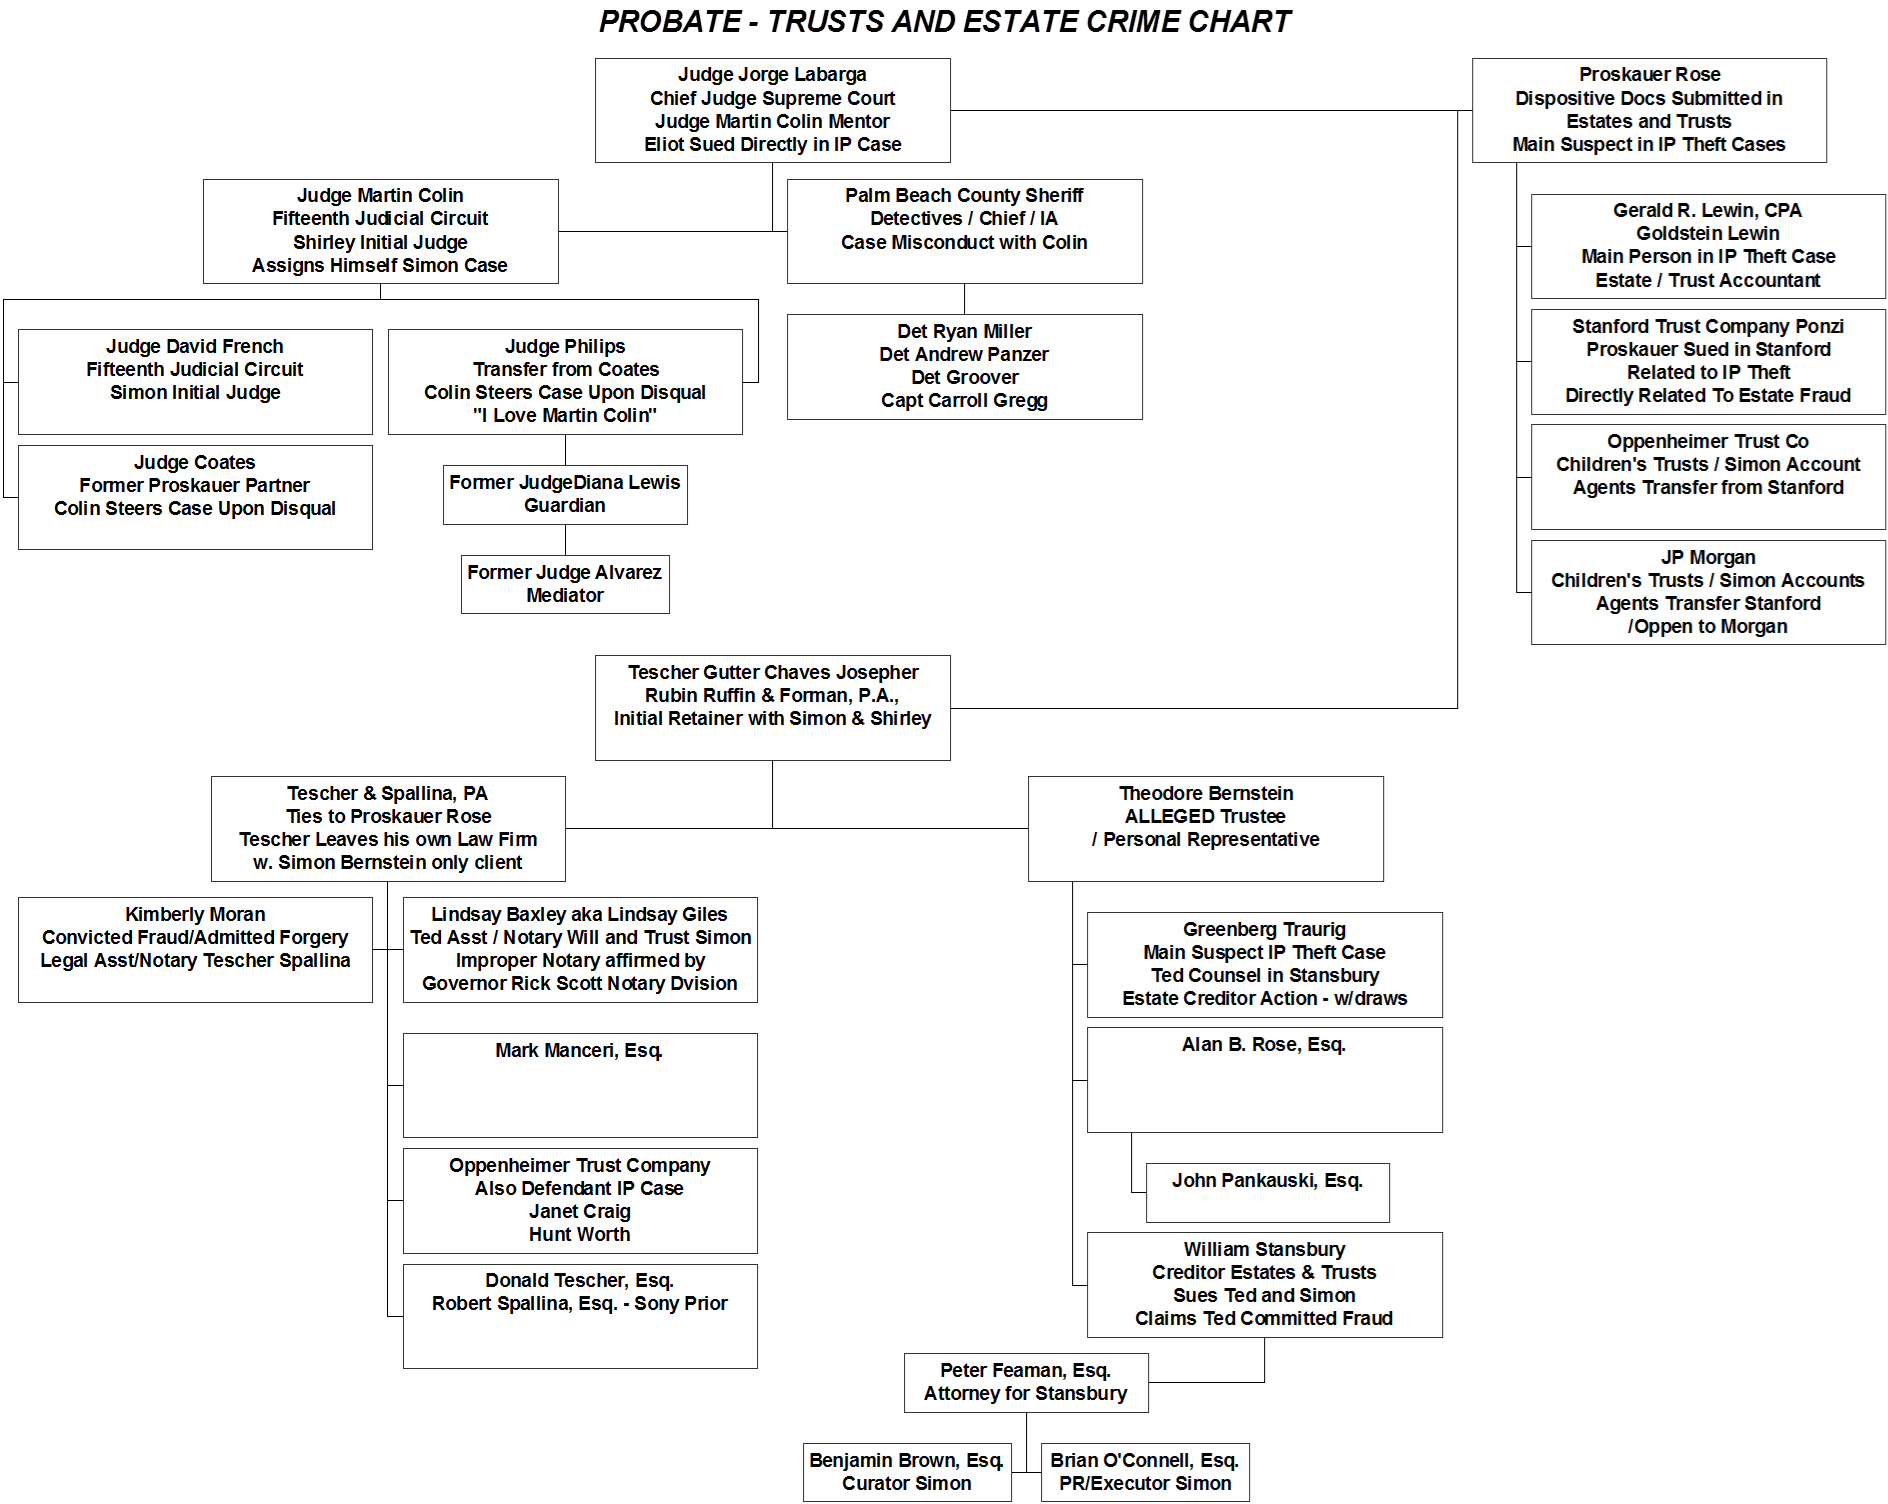 PROBATE - TRUSTS AND ESTATE CRIME CHART
Judge Jorge Labarga
Chief Judge Supreme Court
Judge Martin Colin Mentor
Eliot Sued Directly in IP Case
Proskauer Rose
Dispositive Docs Submitted in
Estates and Trusts
Main Suspect in IP Theft Cases
Judge Martin Colin
Fifteenth Judicial Circuit
Shirley Initial Judge
Assigns Himself Simon Case
Palm Beach County Sheriff
Detectives / Chief / IA
Case Misconduct with Colin
Gerald R. Lewin, CPA
Goldstein Lewin
Main Person in IP Theft Case
Estate / Trust Accountant
Judge David French
Fifteenth Judicial Circuit
Simon Initial Judge
Judge Philips
Transfer from Coates
Colin Steers Case Upon Disqual
"I Love Martin Colin"
Det Ryan Miller
Det Andrew Panzer
Det Groover
Capt Carroll Gregg
Stanford Trust Company Ponzi
Proskauer Sued in Stanford
Related to IP Theft
Directly Related To Estate Fraud
Judge Coates
Former Proskauer Partner
Colin Steers Case Upon Disqual
Former JudgeDiana Lewis
Guardian
Oppenheimer Trust Co
Children's Trusts / Simon Account
Agents Transfer from Stanford
Former Judge Alvarez
Mediator
JP Morgan
Children's Trusts / Simon Accounts
Agents Transfer Stanford
/Oppen to Morgan
Tescher Gutter Chaves Josepher
Rubin Ruffin & Forman, P.A.,
Initial Retainer with Simon & Shirley
Tescher & Spallina, PA
Ties to Proskauer Rose
Tescher Leaves his own Law Firm
w. Simon Bernstein only client
Theodore Bernstein
ALLEGED Trustee
/ Personal Representative
Kimberly Moran
Convicted Fraud/Admitted Forgery
Legal Asst/Notary Tescher Spallina
Lindsay Baxley aka Lindsay Giles
Ted Asst / Notary Will and Trust Simon
Improper Notary affirmed by
Governor Rick Scott Notary Dvision
Greenberg Traurig
Main Suspect IP Theft Case
Ted Counsel in Stansbury
Estate Creditor Action - w/draws
Mark Manceri, Esq.
Alan B. Rose, Esq.
Oppenheimer Trust Company
Also Defendant IP Case
Janet Craig
Hunt Worth
John Pankauski, Esq.
Donald Tescher, Esq.
Robert Spallina, Esq. - Sony Prior
William Stansbury
Creditor Estates & Trusts
Sues Ted and Simon
Claims Ted Committed Fraud
Peter Feaman, Esq.
Attorney for Stansbury
Benjamin Brown, Esq.
Curator Simon
Brian O'Connell, Esq.
PR/Executor Simon